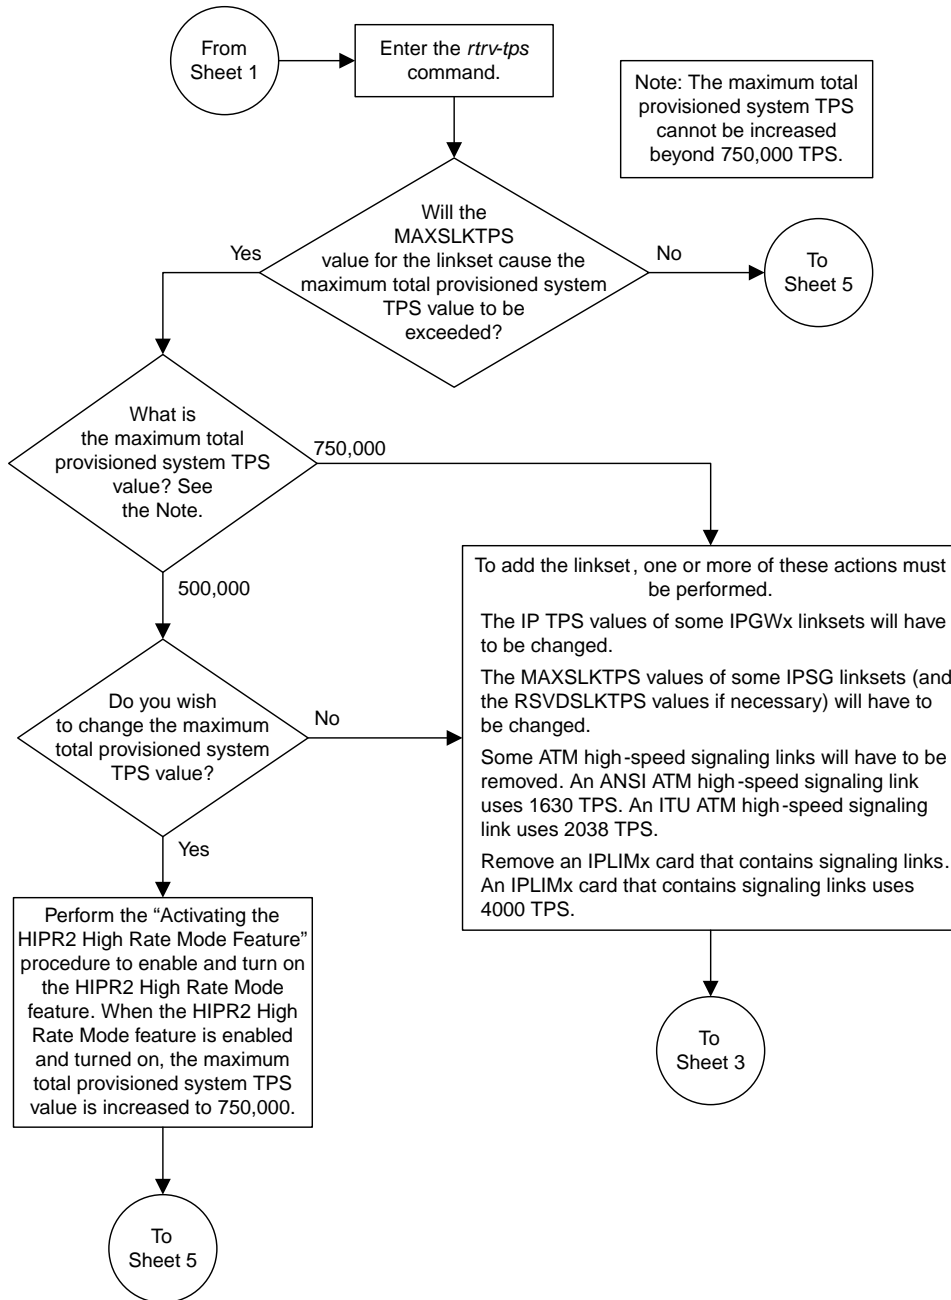 From
Sheet 1
Enter the rtrv-tps
command.
Note: The maximum total
provisioned system TPS
cannot be increased
beyond 750,000 TPS.
Will the
MAXSLKTPS
value for the linkset cause the
maximum total provisioned system
TPS value to be
exceeded?
Yes
No
To
Sheet 5
What is
the maximum total
provisioned system TPS
value? See
the Note.
750,000
500,000
To add the linkset, one or more of these actions must
be performed.
The IP TPS values of some IPGWx linksets will have
to be changed.
The MAXSLKTPS values of some IPSG linksets (and
the RSVDSLKTPS values if necessary) will have to
be changed.
Some ATM high-speed signaling links will have to be
removed. An ANSI ATM high-speed signaling link
uses 1630 TPS. An ITU ATM high-speed signaling
link uses 2038 TPS.
Remove an IPLIMx card that contains signaling links.
An IPLIMx card that contains signaling links uses
4000 TPS.
Do you wish
to change the maximum
total provisioned system
TPS value?
No
Yes
Perform the “Activating the
HIPR2 High Rate Mode Feature”
procedure to enable and turn on
the HIPR2 High Rate Mode
feature. When the HIPR2 High
Rate Mode feature is enabled
and turned on, the maximum
total provisioned system TPS
value is increased to 750,000.
To
Sheet 3
To
Sheet 5